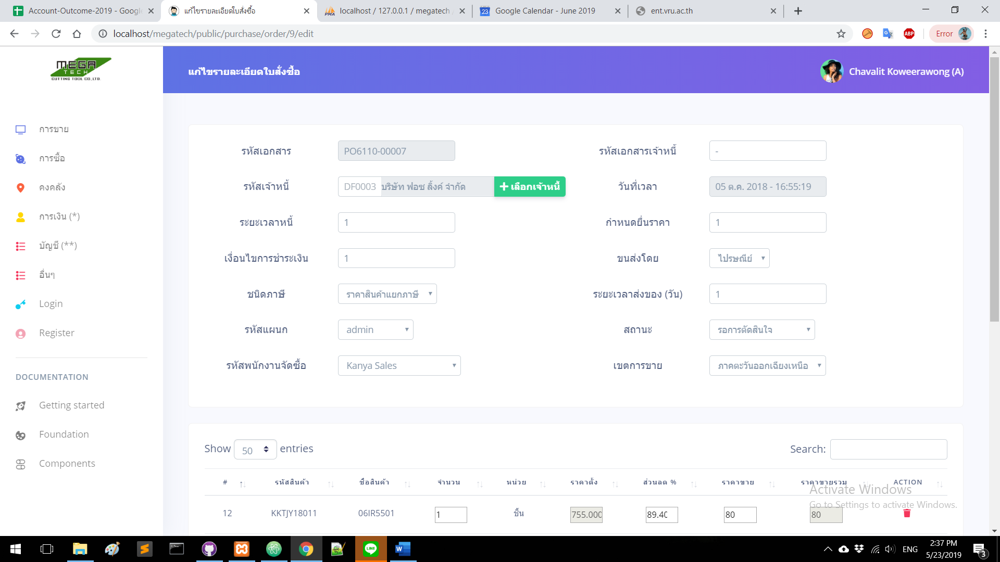 Account-Outcome-2019 - Googl
แก้ไขรายละเอียดใบสั่งซื้อ
localhost / 127.0.0.1 / megatech
Google Calendar - June 2019
ent.vru.ac.th
localhost/megatech/public/purchase/order/9/edit
ABP
Error
MEGA
TECH
CUTTING TOOL CO.,LTD.
แก้ไขรายละเอียดใบสั่งซื้อ
Chavalit Koweerawong (A)
การขาย
การซื้อ
คงคลัง
การเงิน (*)
บัญชี (**)
อื่นๆ
Login
Register
DOCUMENTATION
Getting started
Foundation
Components
รหัสเอกสาร PO6110-00007 รหัสเอกสารเจ้าหนี้ -
รหัสเจ้าหนี้ DF0003 บริษัท ฟอซ ลิ้งค์ จำกัด + เลือกเจ้าหนี้ วันที่เวลา 05 ต.ค. 2018 - 16:55:19
ระยะเวลาหนี้ 1 กำหนดยื่นราคา 1
เงื่อนไขการชำระเงิน 1 ขนส่งโดย ไปรษณีย์
ชนิดภาษี ราคาสินค้าแยกภาษี ระยะเวลาส่งของ (วัน) 1
รหัสแผนก admin สถานะ รอการตัดสินใจ
รหัสพนักงานจัดซื้อ Kanya Sales เขตการขาย ภาคตะวันออกเฉียงเหนือ
Show 50 entries Search:
# รหัสสินค้า ชื่อสินค้า จำนวน หน่วย ราคาตั้ง ส่วนลด % ราคาขาย ราคาขายรวม ACTION
12 KKTJY18011 06IR5501 1 ชิ้น 755.000 89.40 80 80
Activate Windows
Go to Settings to activate Windows.
ENG
2:37 PM
5/23/2019
3